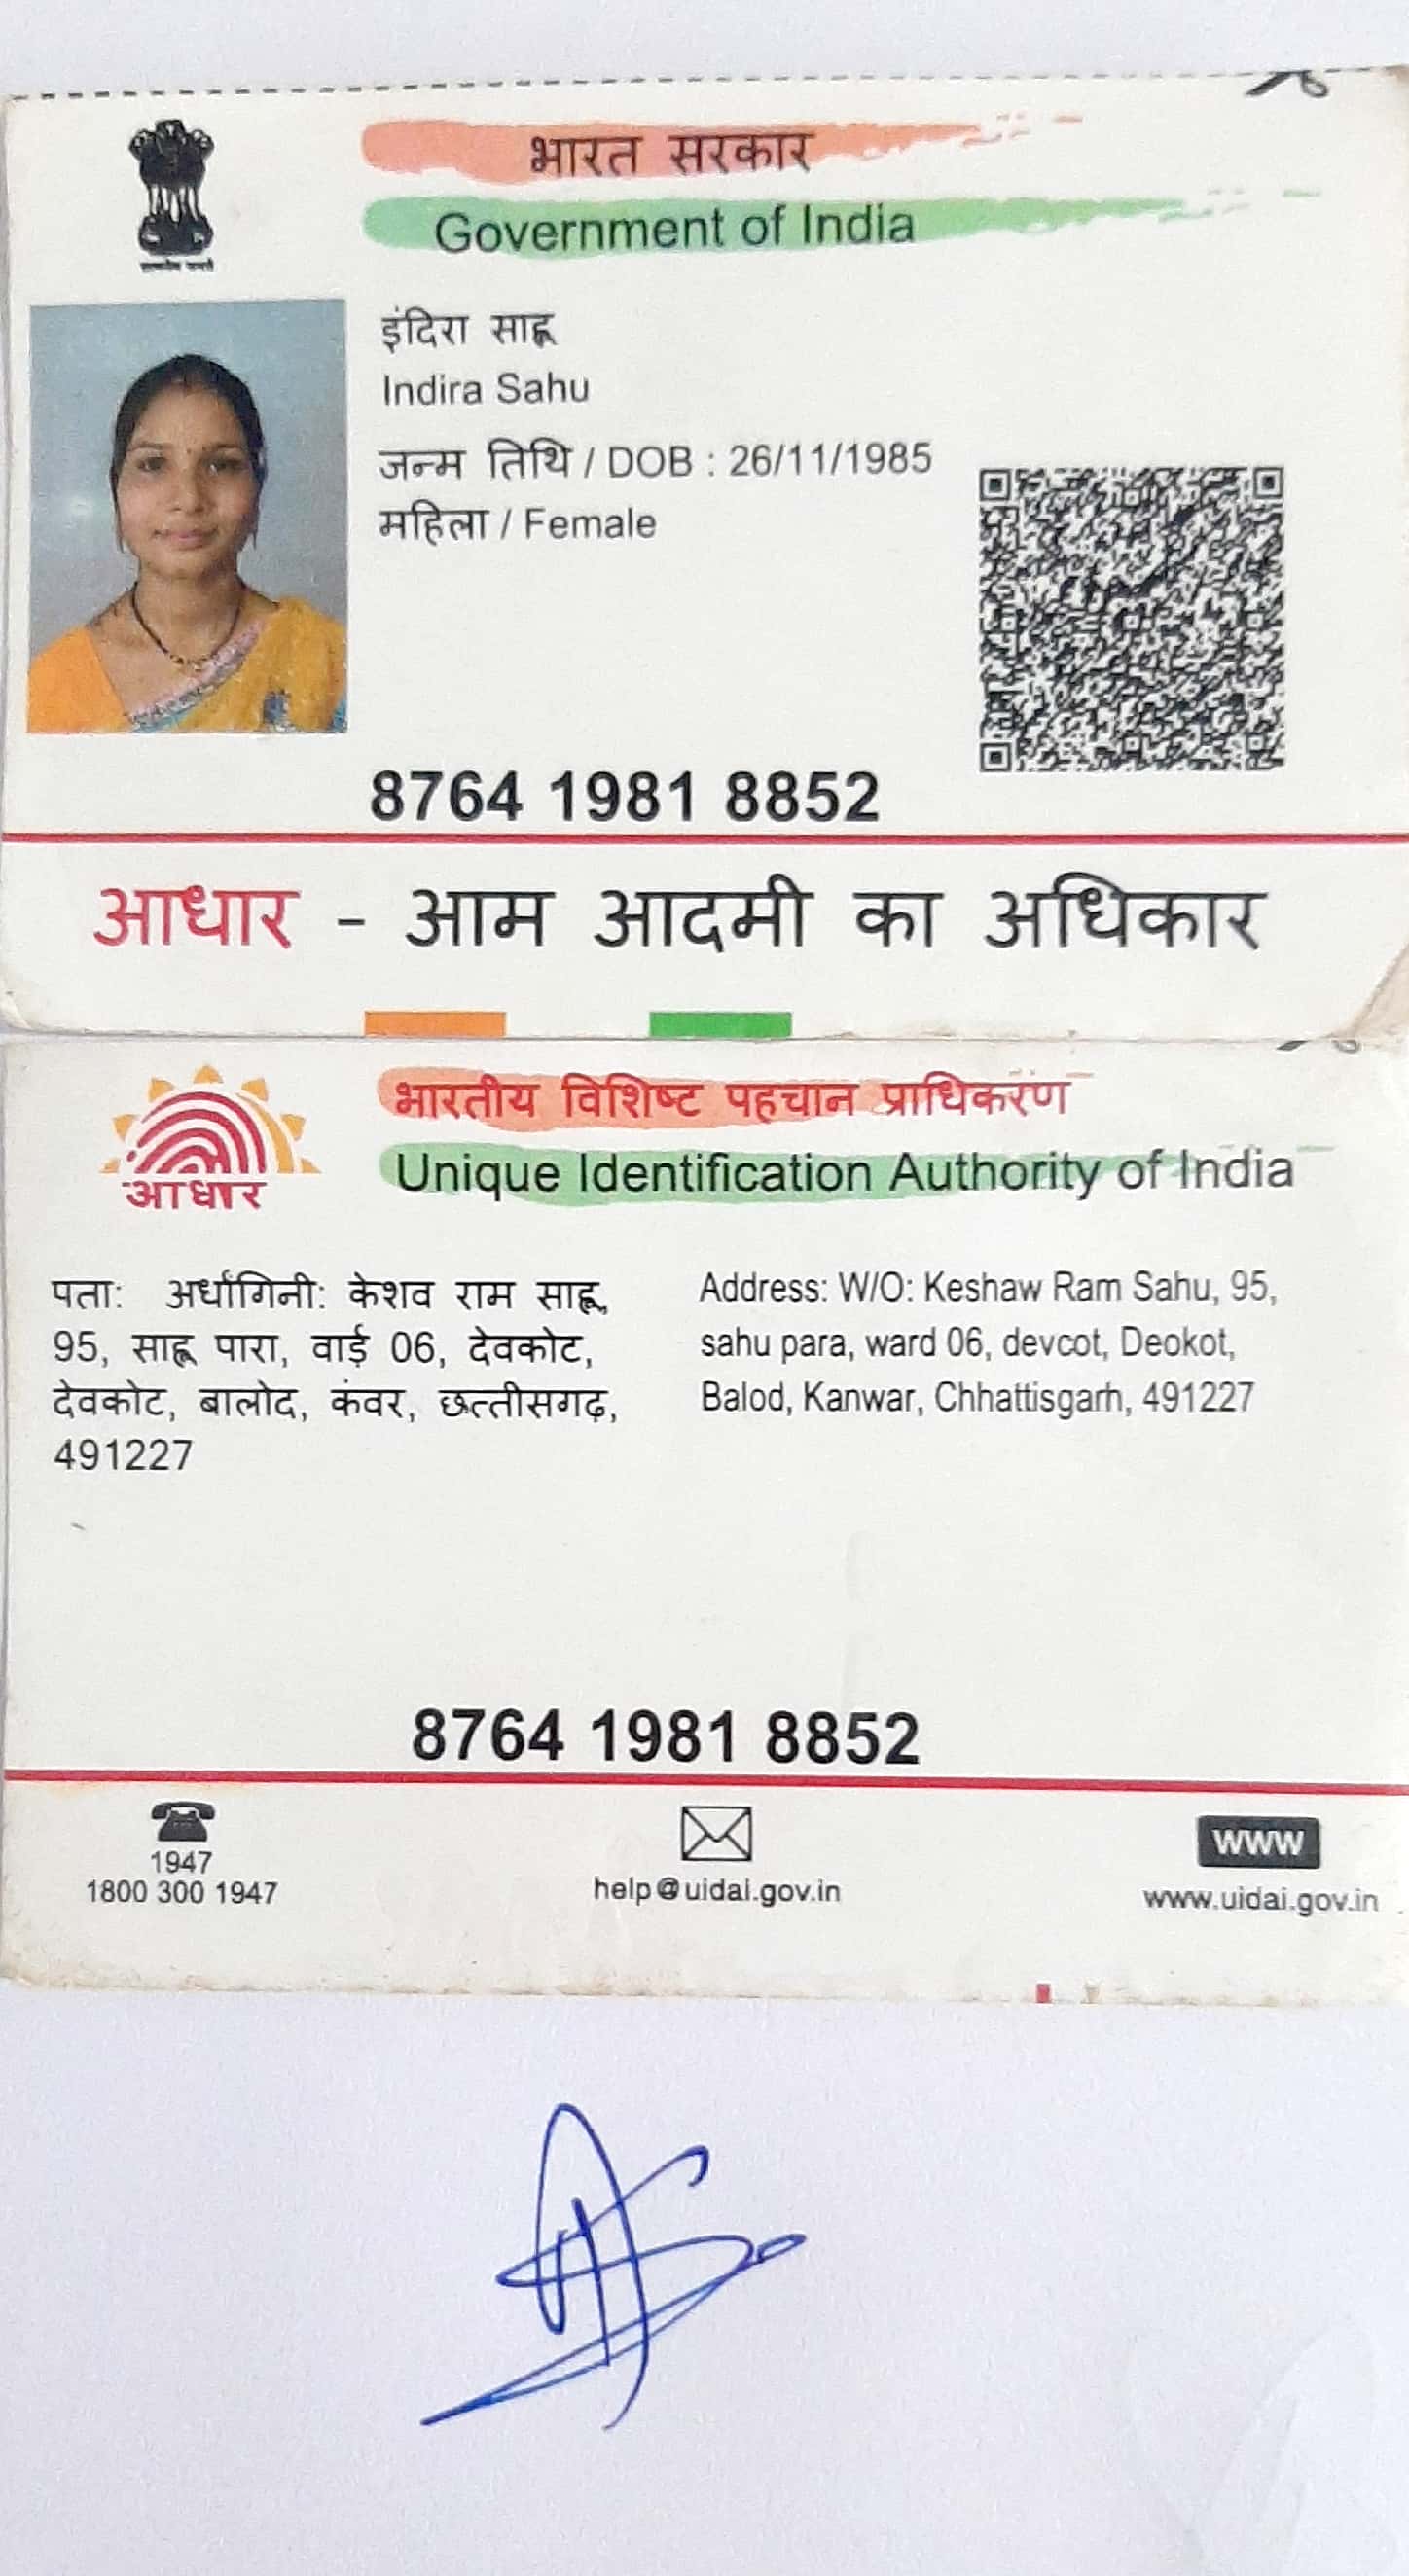 भारत सरकार
Government of India
इंदिरा साहू
Indira Sahu
जन्म तिथि / DOB : 26/11/1985
महिला / Female
8764 1981 8852
आधार - आम आदमी का अधिकार
भारतीय विशिष्ट पहचान प्राधिकरण
Unique Identification Authority of India
आधार
पता: अर्धांगिनी: केशव राम साहू,
95, साहू पारा, वार्ड 06, देवकोट,
देवकोट, बालोद, कंवर, छत्तीसगढ़,
491227
Address: W/O: Keshaw Ram Sahu, 95,
sahu para, ward 06, devcot, Deokot,
Balod, Kanwar, Chhattisgarh, 491227
8764 1981 8852
1947
1800 300 1947
help@uidai.gov.in
www
www.uidai.gov.in